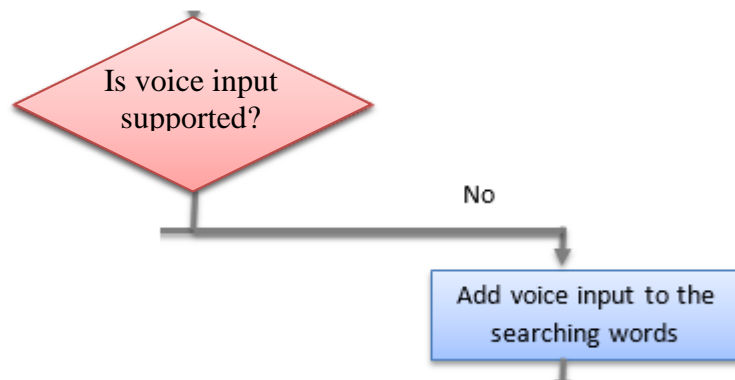 Is voice input
supported?
No
Add voice input to the
searching words